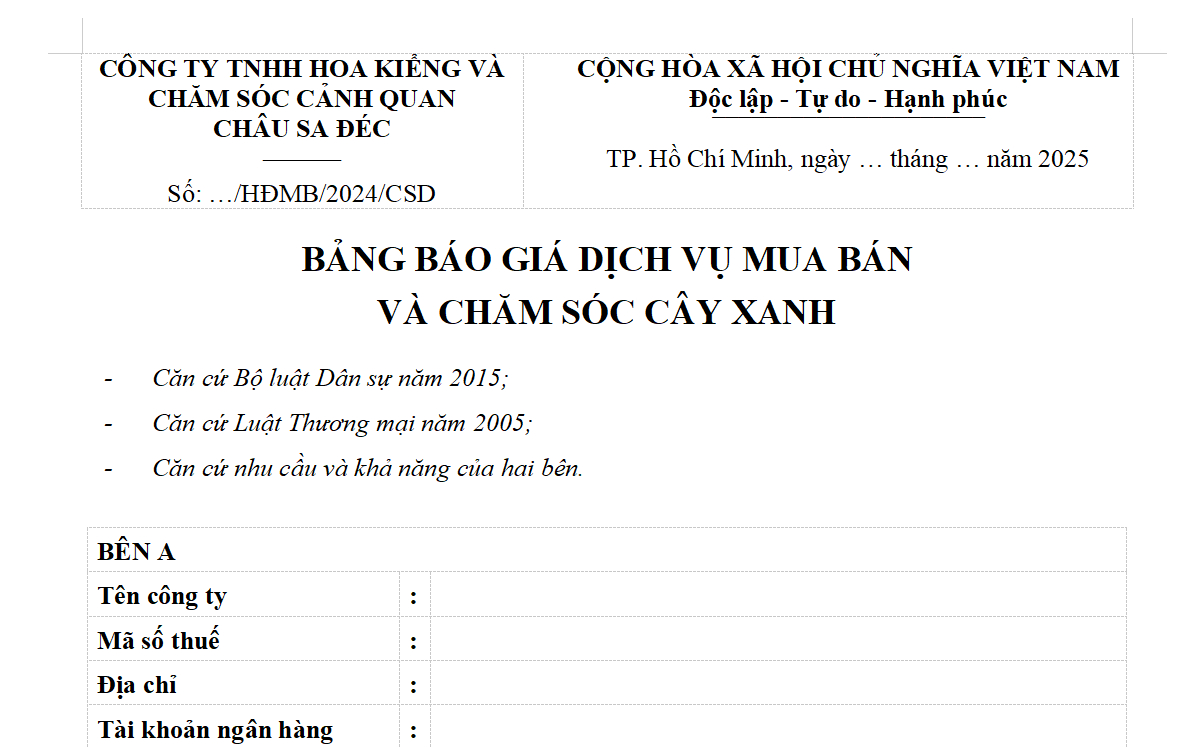 CÔNG TY TNHH HOA KIỂNG VÀ
CHĂM SÓC CẢNH QUAN
CHÂU SA ĐÉC
Số: …/HĐMB/2024/CSD
CỘNG HÒA XÃ HỘI CHỦ NGHĨA VIỆT NAM
Độc lập - Tự do - Hạnh phúc
TP. Hồ Chí Minh, ngày … tháng … năm 2025
BẢNG BÁO GIÁ DỊCH VỤ MUA BÁN
VÀ CHĂM SÓC CÂY XANH
- Căn cứ Bộ luật Dân sự năm 2015;
- Căn cứ Luật Thương mại năm 2005;
- Căn cứ nhu cầu và khả năng của hai bên.
BÊN A
Tên công ty :
Mã số thuế :
Địa chỉ :
Tài khoản ngân hàng :